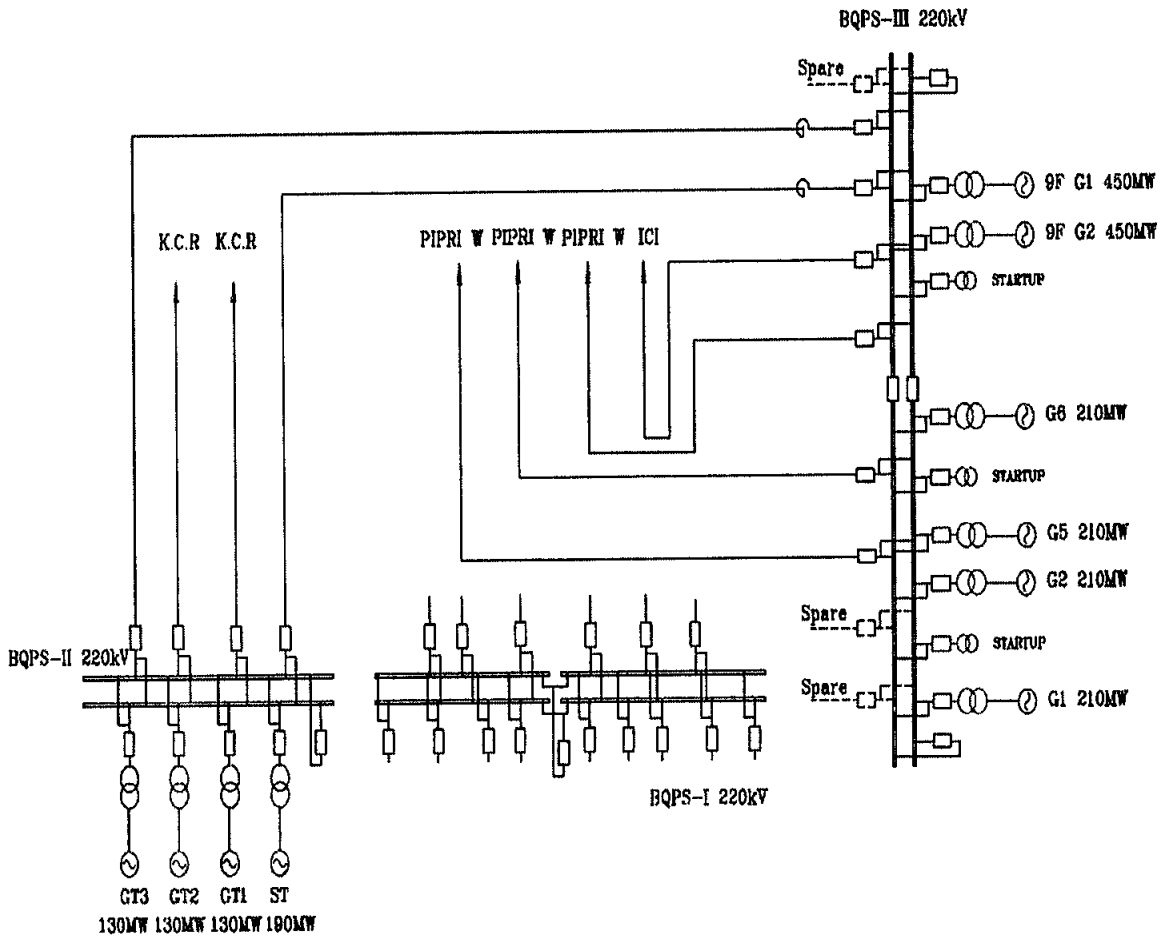 BQPS-III 220kV
Spare
9F G1 450MW
K.C.R K.C.R
PIPRI W PIPRI W PIPRI W ICI
9F G2 450MW
STARTUP
G6 210MW
STARTUP
G5 210MW
G2 210MW
Spare
STARTUP
BQPS-II 220kV
Spare
G1 210MW
BQPS-I 220kV
GT3 GT2 GT1 ST
130MW 130MW 130MW 190MW